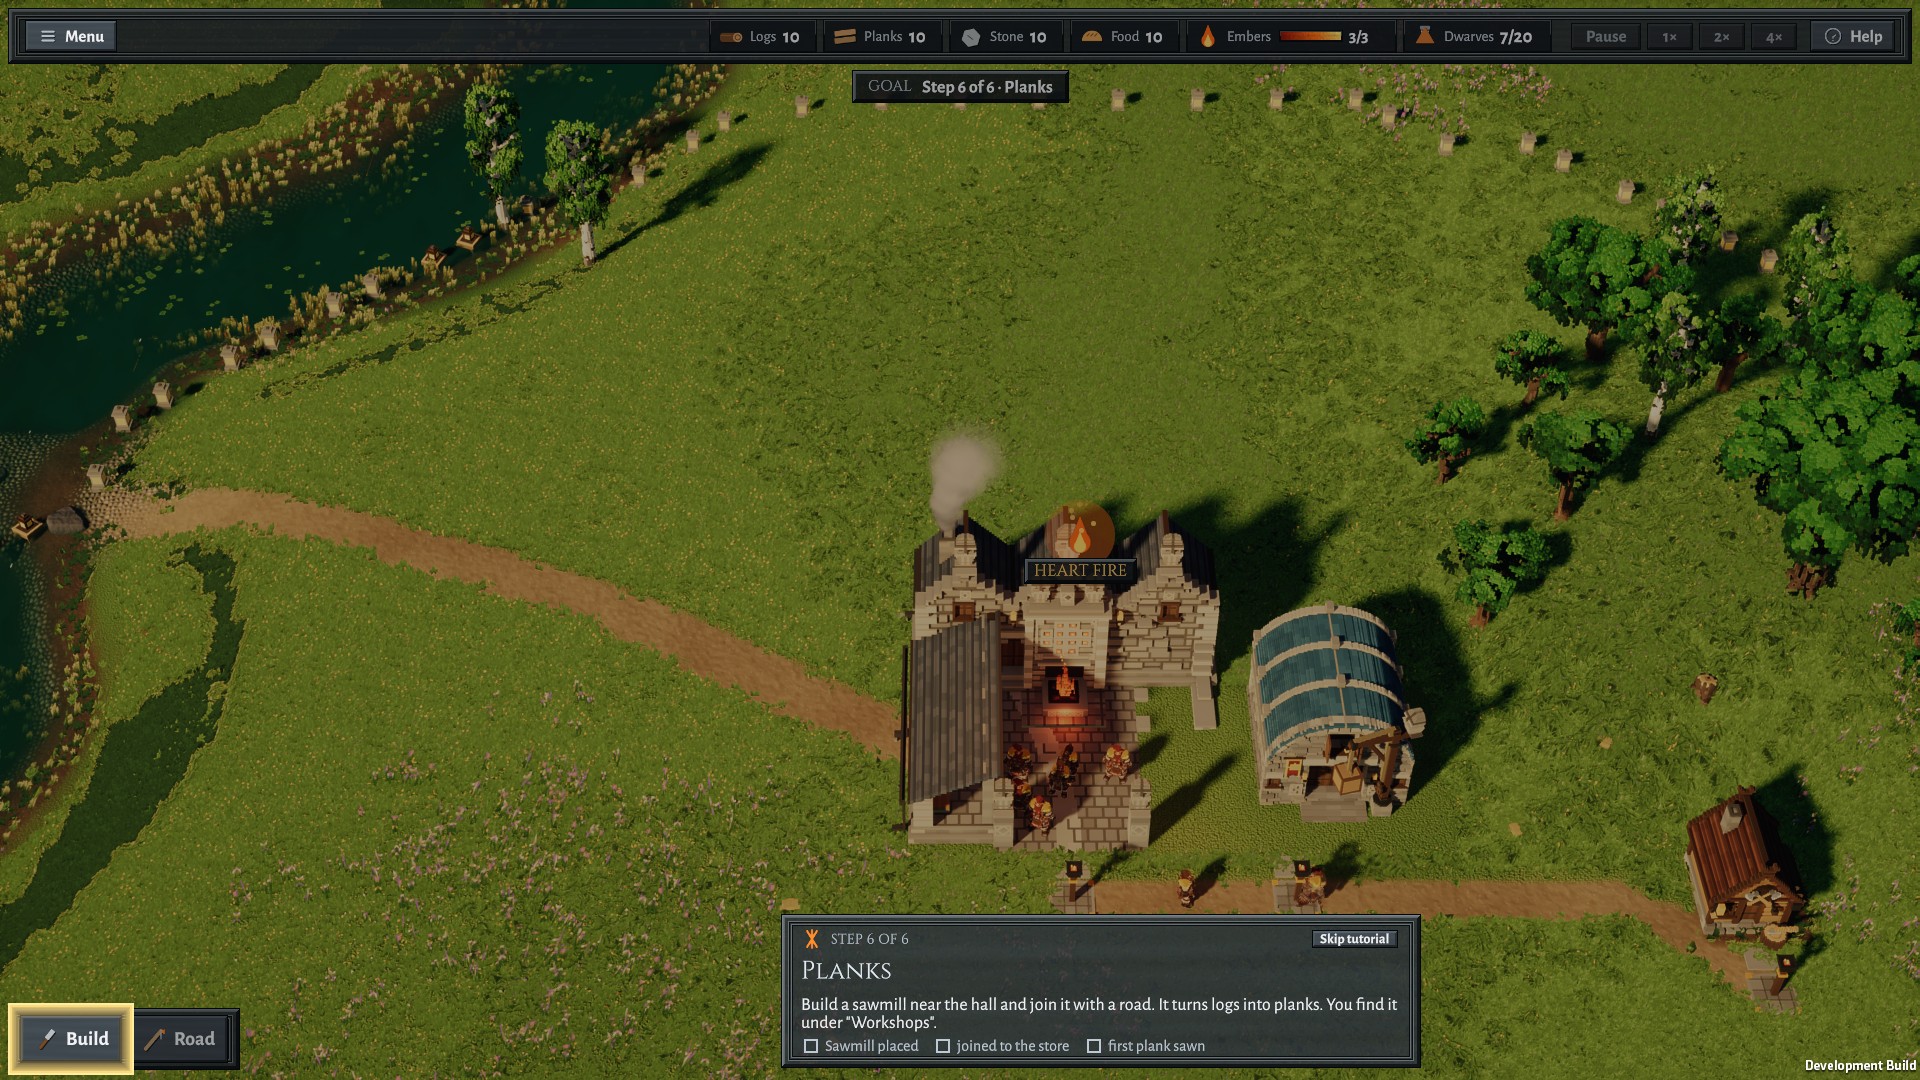 Menu
Logs 10
Planks 10
Stone 10
Food 10
Embers 3/3
Dwarves 7/20
Pause
1×
2×
4×
Help
GOAL Step 6 of 6 · Planks
HEART FIRE
STEP 6 OF 6
Skip tutorial
PLANKS
Build a sawmill near the hall and join it with a road. It turns logs into planks. You find it
under "Workshops".
Sawmill placed
joined to the store
first plank sawn
Build
Road
Development Build